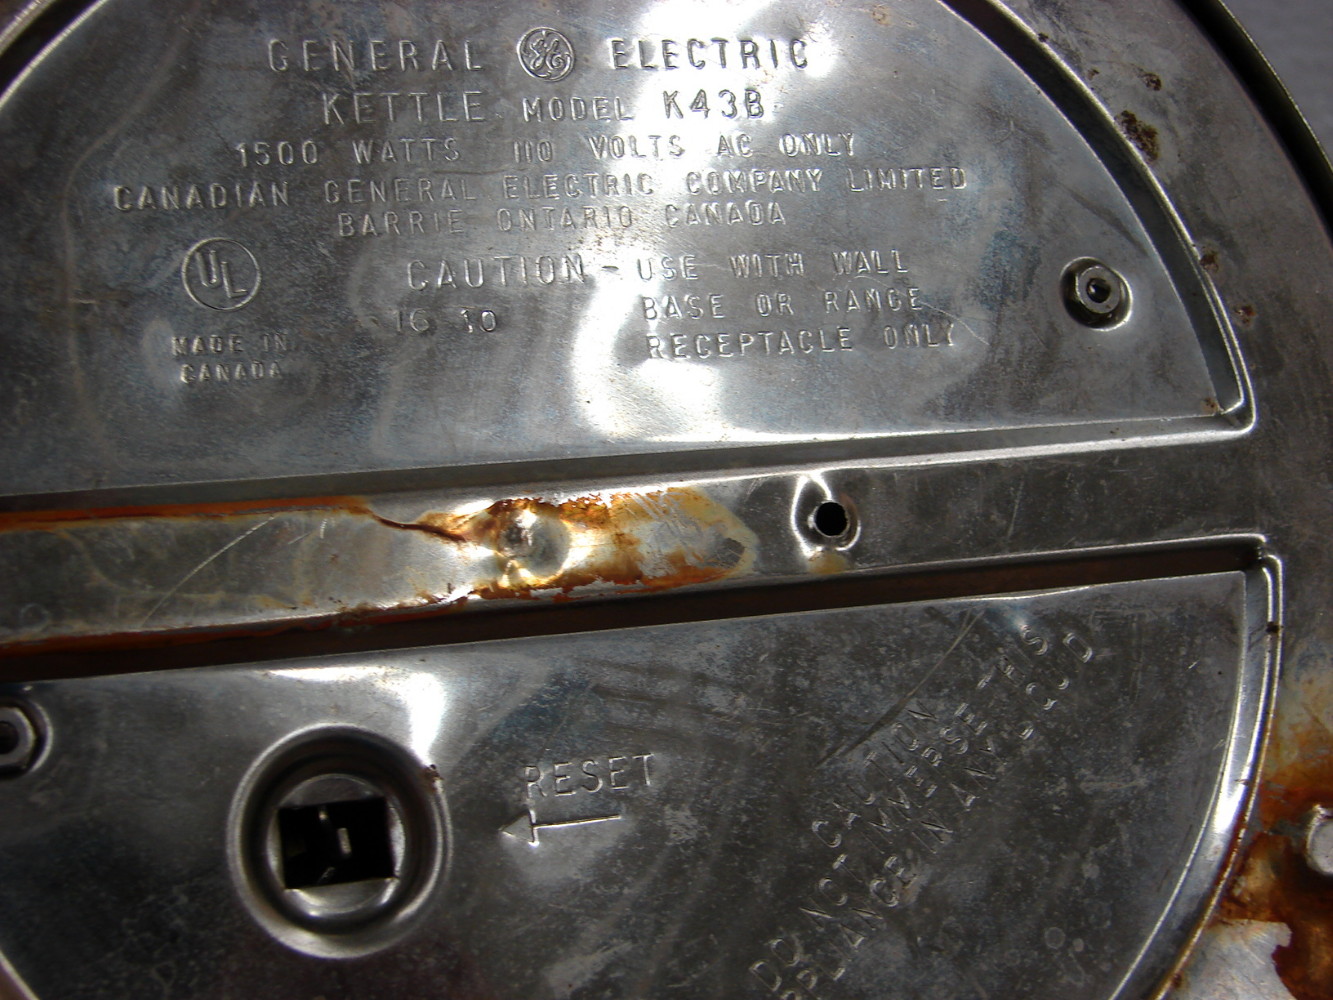 GENERAL GE ELECTRIC
KETTLE MODEL K43B
1500 WATTS 110 VOLTS AC ONLY
CANADIAN GENERAL ELECTRIC COMPANY LIMITED
BARRIE ONTARIO CANADA
UL
MADE IN
CANADA
CAUTION - USE WITH WALL
BASE OR RANGE
RECEPTACLE ONLY
16 10
RESET
CAUTION
DO NOT IMMERSE THIS
APPLIANCE IN ANY LIQUID